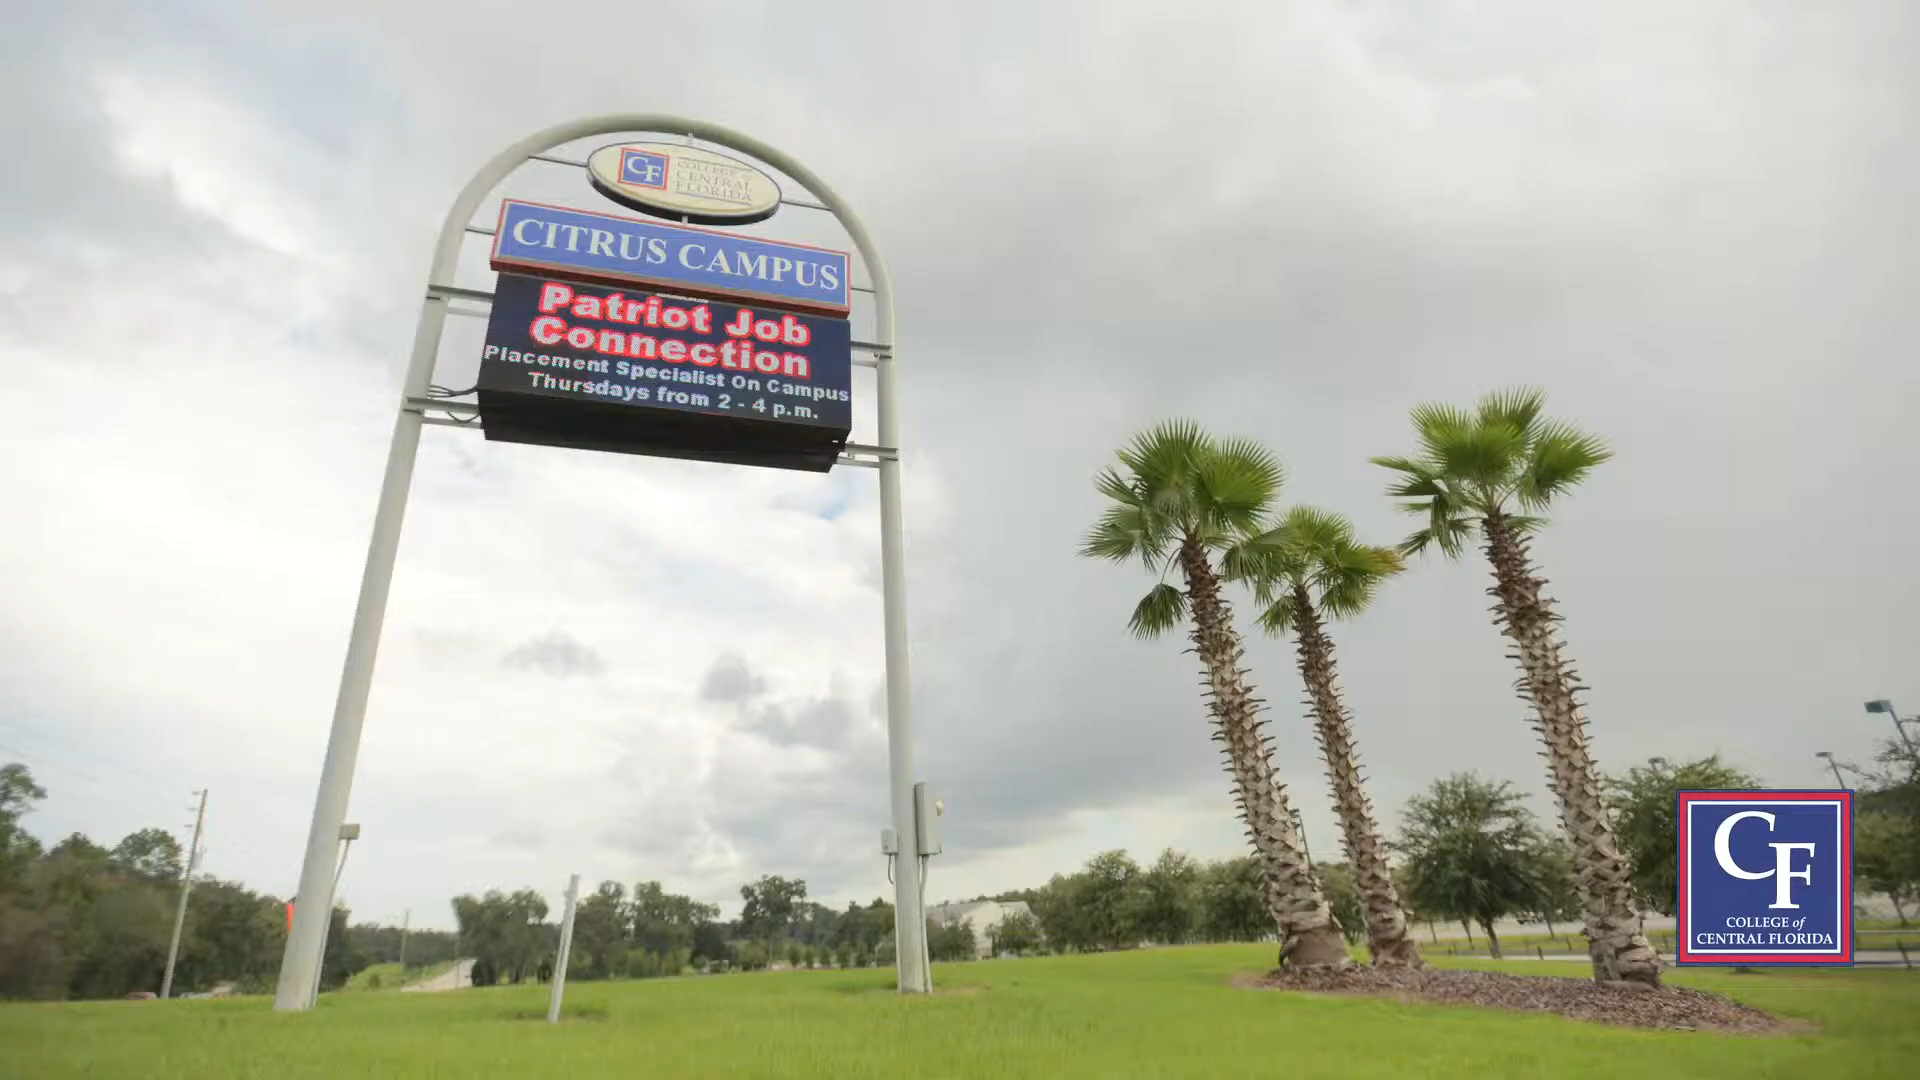 CF
COLLEGE of
CENTRAL
FLORIDA
CITRUS CAMPUS
Patriot Job
Connection
Placement Specialist On Campus
Thursdays from 2 - 4 p.m.
CF
COLLEGE of
CENTRAL FLORIDA